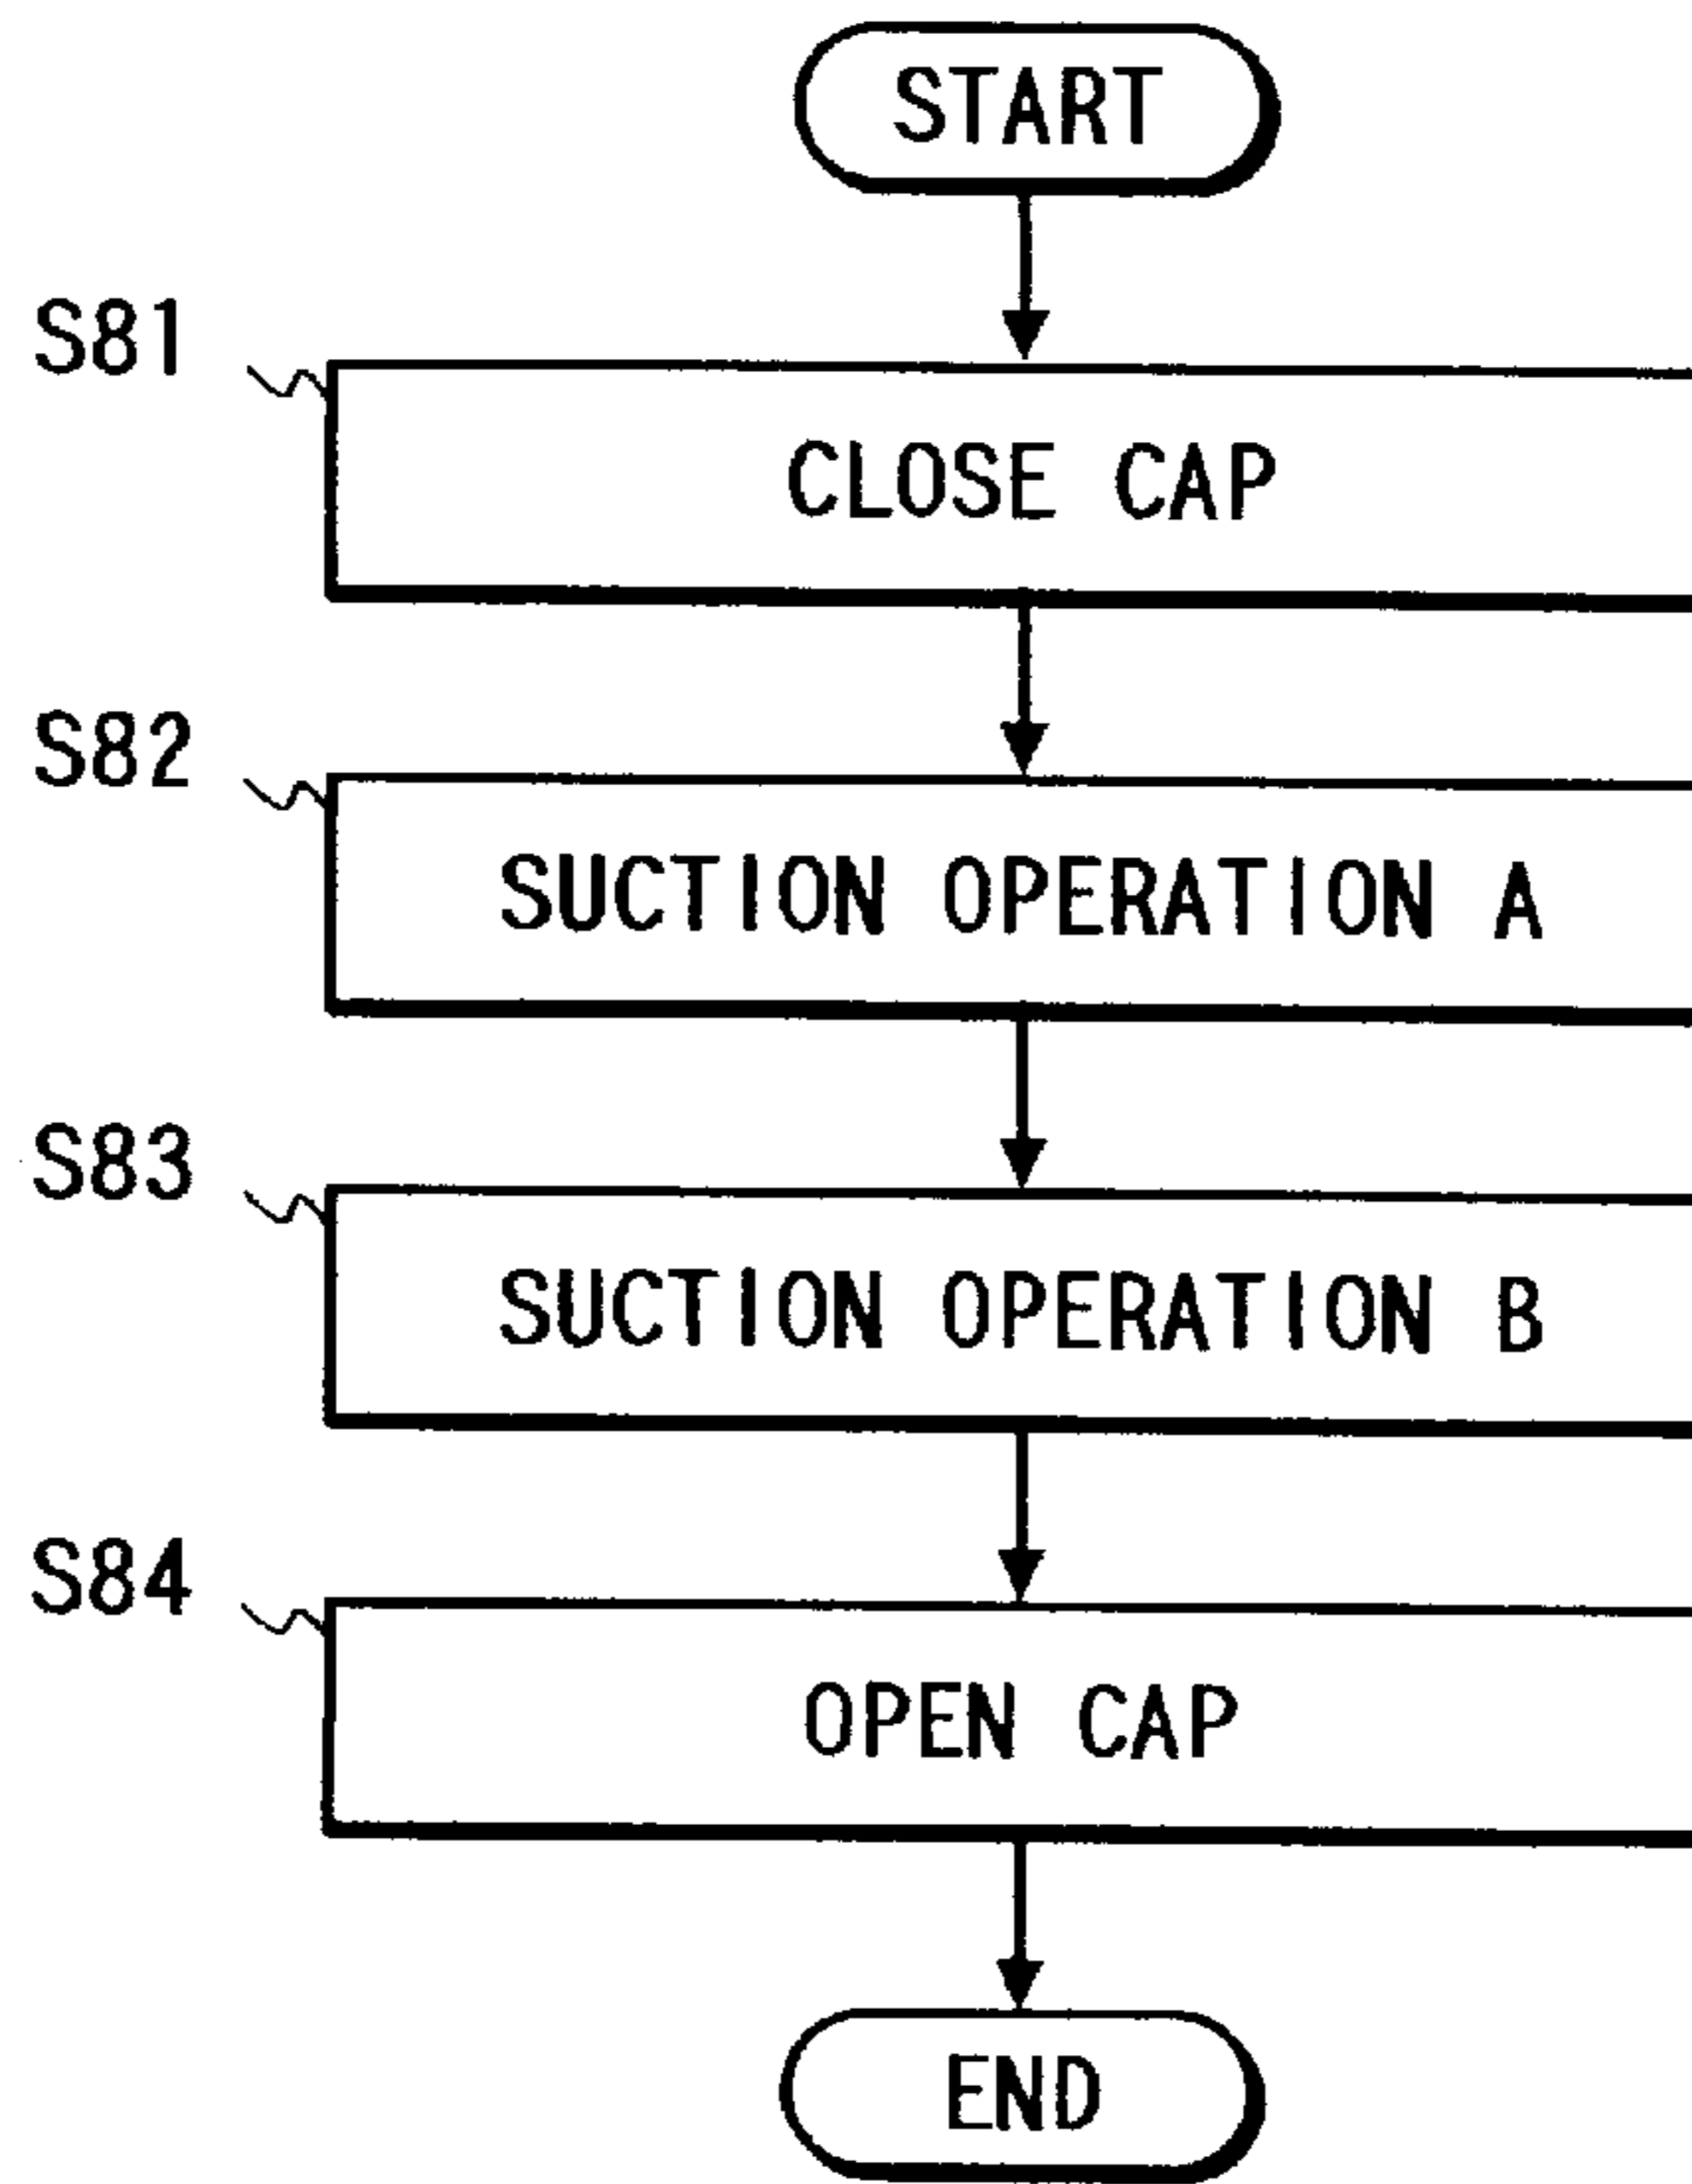 START
S81
CLOSE CAP
S82
SUCTION OPERATION A
S83
SUCTION OPERATION B
S84
OPEN CAP
END